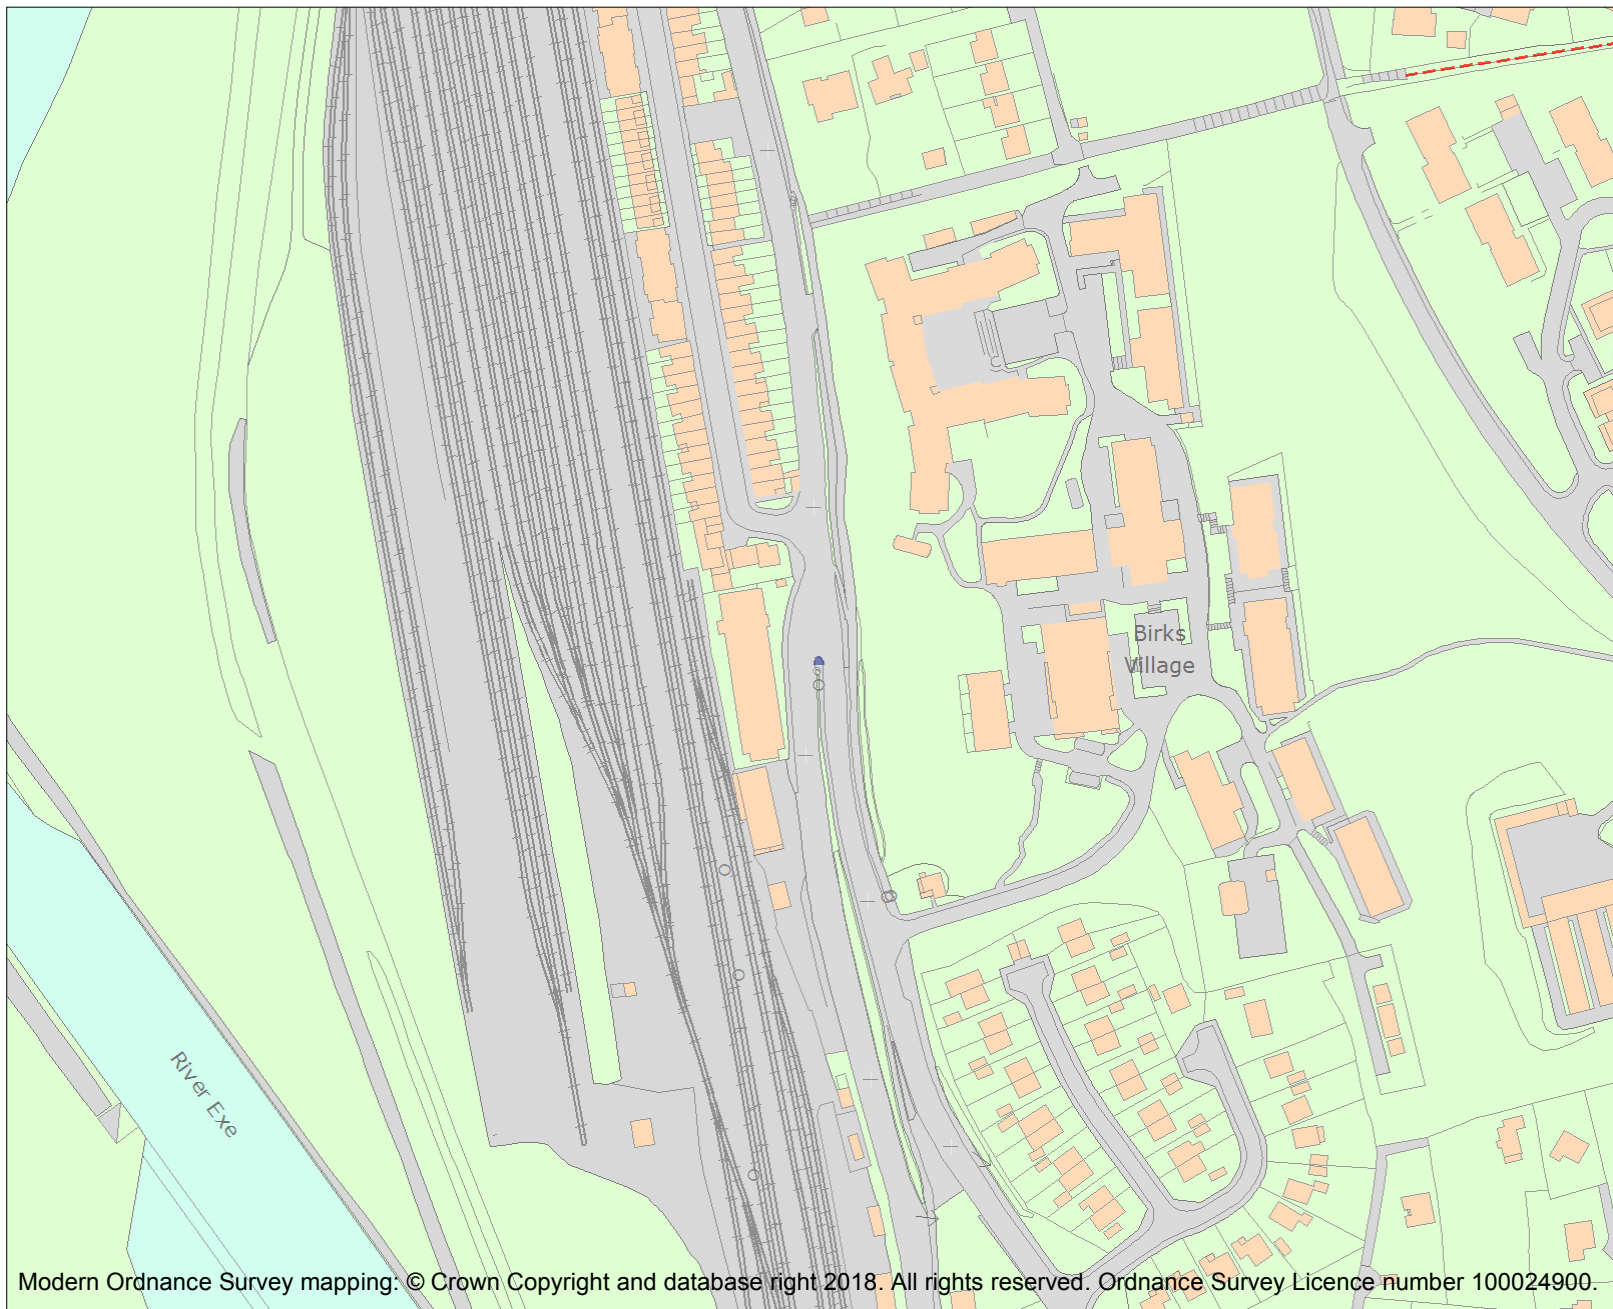 Birks
Village
River Exe
Modern Ordnance Survey mapping: © Crown Copyright and database right 2018. All rights reserved. Ordnance Survey Licence number 100024900.